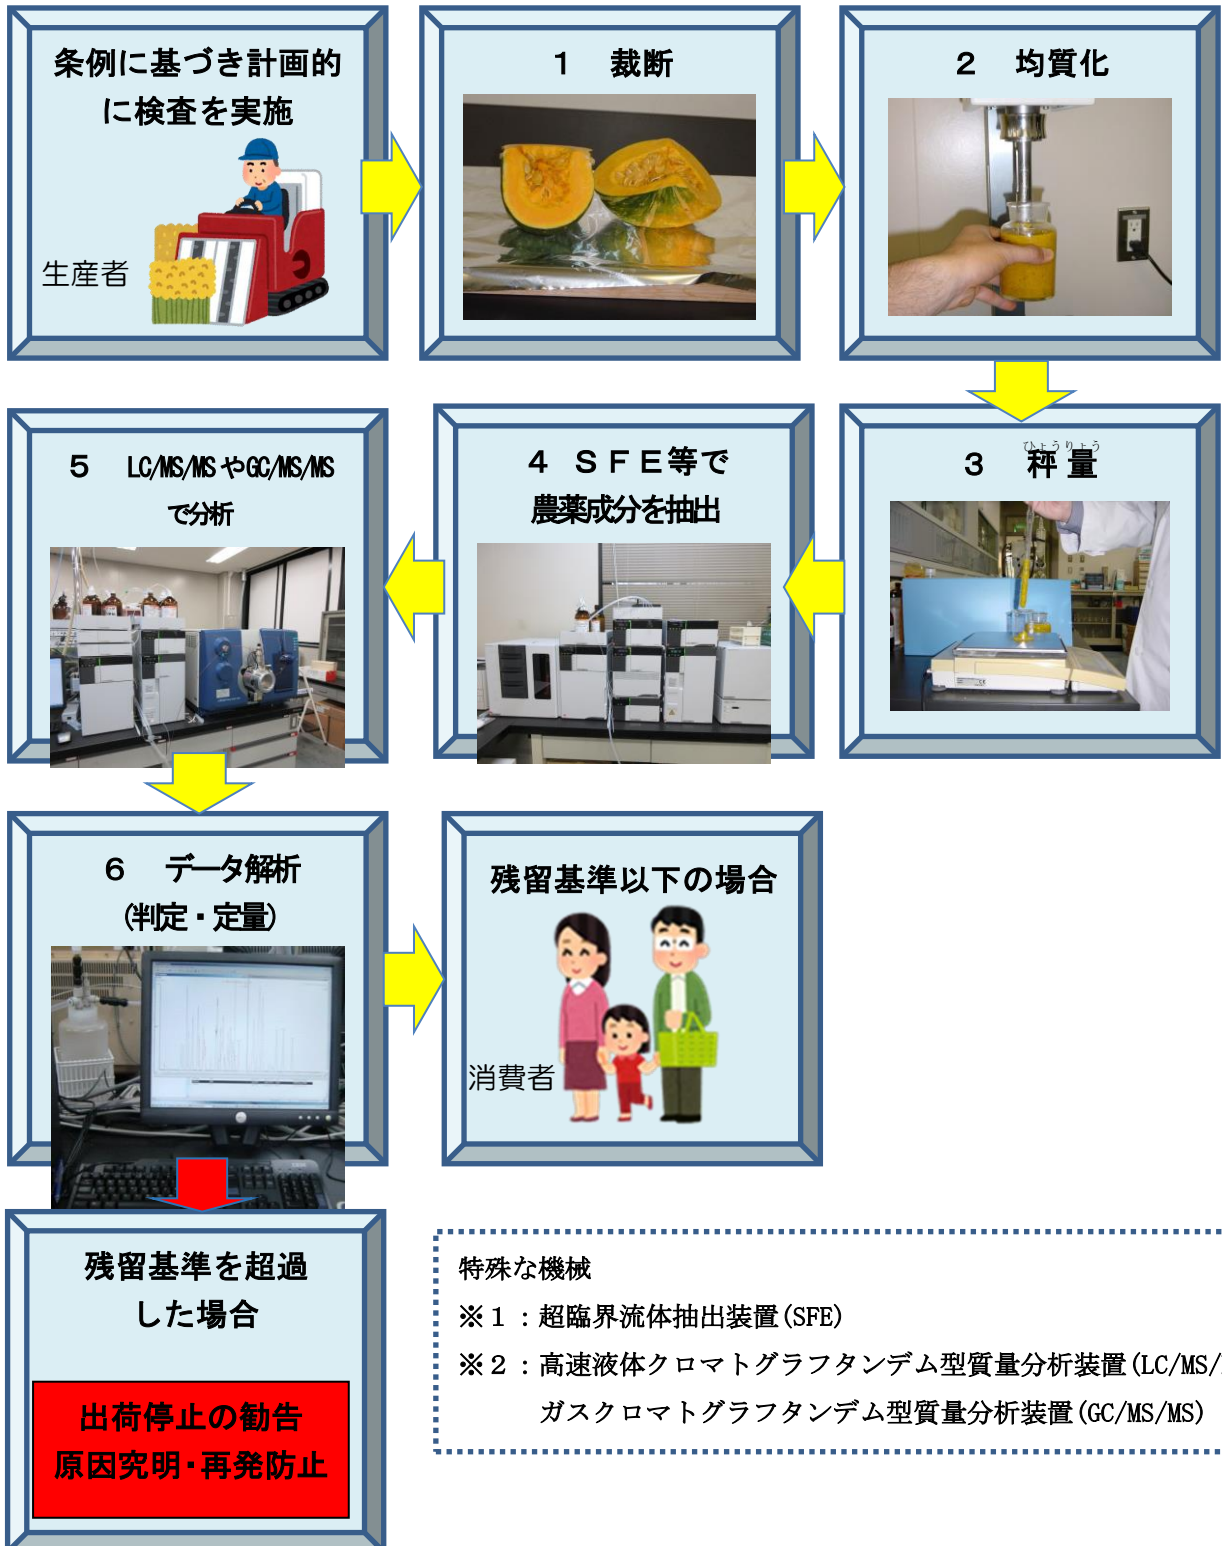 条例に基づき計画的
に検査を実施
生産者
１　裁断
２　均質化
ひょうりょう
３　秤量
４　ＳＦＥ等で
農薬成分を抽出
５　LC/MS/MSやGC/MS/MS
で分析
６　データ解析
(判定・定量)
残留基準以下の場合
消費者
残留基準を超過
した場合
出荷停止の勧告
原因究明・再発防止
特殊な機械
※１：超臨界流体抽出装置(SFE)
※２：高速液体クロマトグラフタンデム型質量分析装置(LC/MS/
ガスクロマトグラフタンデム型質量分析装置(GC/MS/MS)